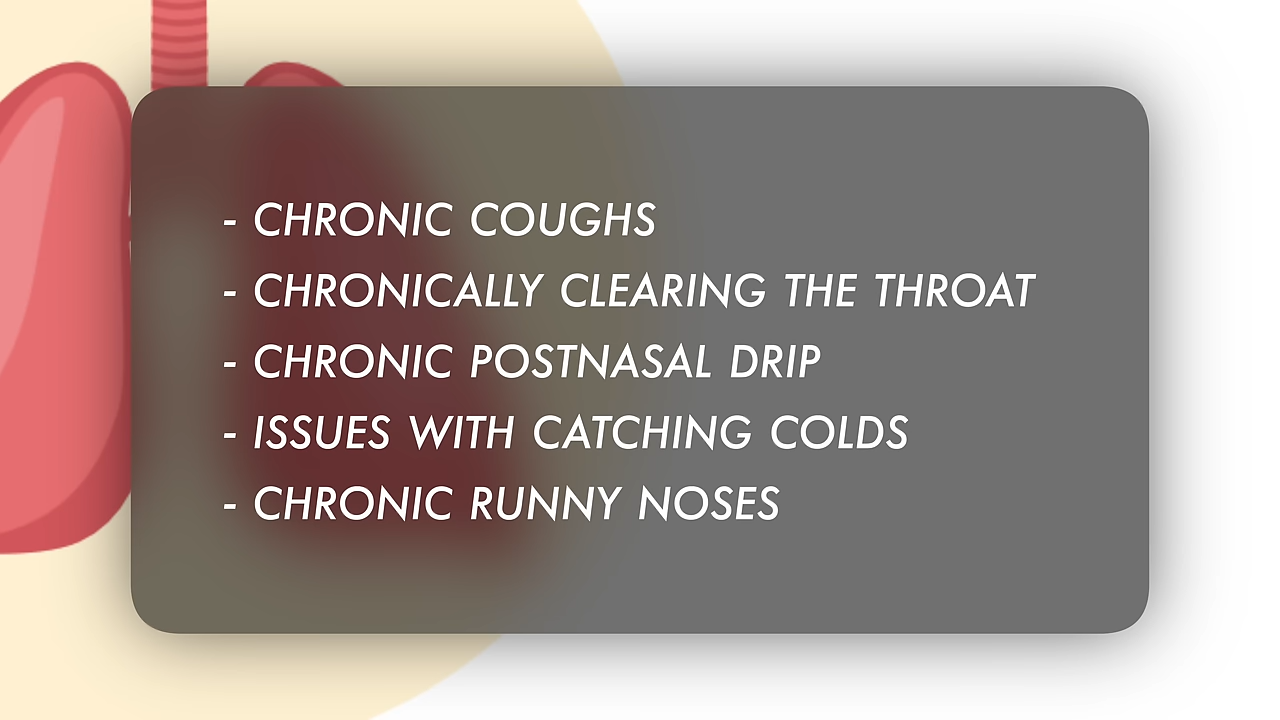 - CHRONIC COUGHS
- CHRONICALLY CLEARING THE THROAT
- CHRONIC POSTNASAL DRIP
- ISSUES WITH CATCHING COLDS
- CHRONIC RUNNY NOSES